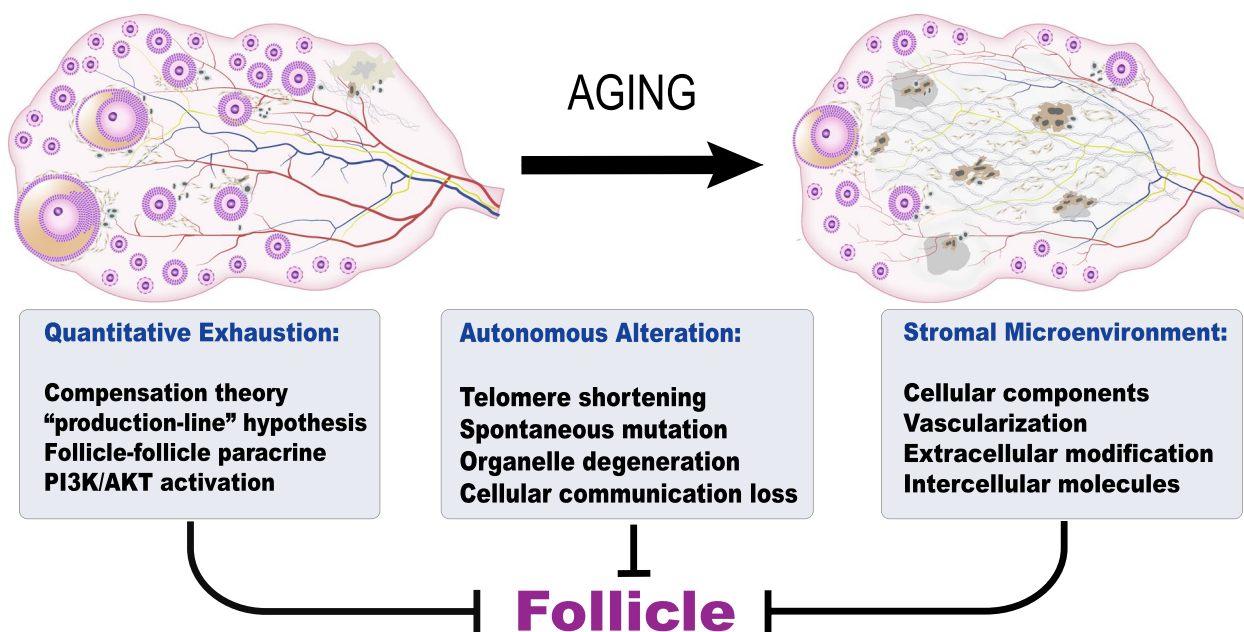 AGING
Quantitative Exhaustion:
Compensation theory
“production-line” hypothesis
Follicle-follicle paracrine
PI3K/AKT activation
Autonomous Alteration:
Telomere shortening
Spontaneous mutation
Organelle degeneration
Cellular communication loss
Stromal Microenvironment:
Cellular components
Vascularization
Extracellular modification
Intercellular molecules
Follicle